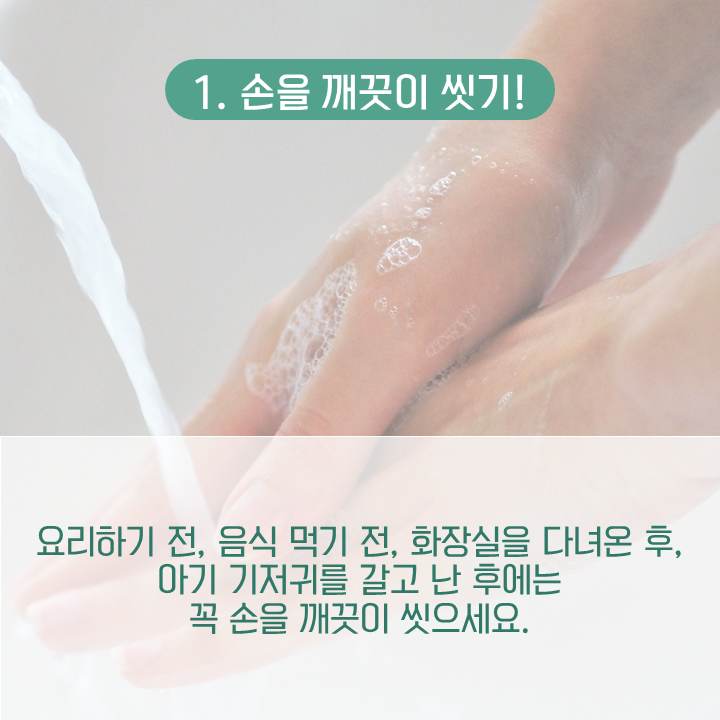 1. 손을 깨끗이 씻기!
요리하기 전, 음식 먹기 전, 화장실을 다녀온 후,
아기 기저귀를 갈고 난 후에는
꼭 손을 깨끗이 씻으세요.